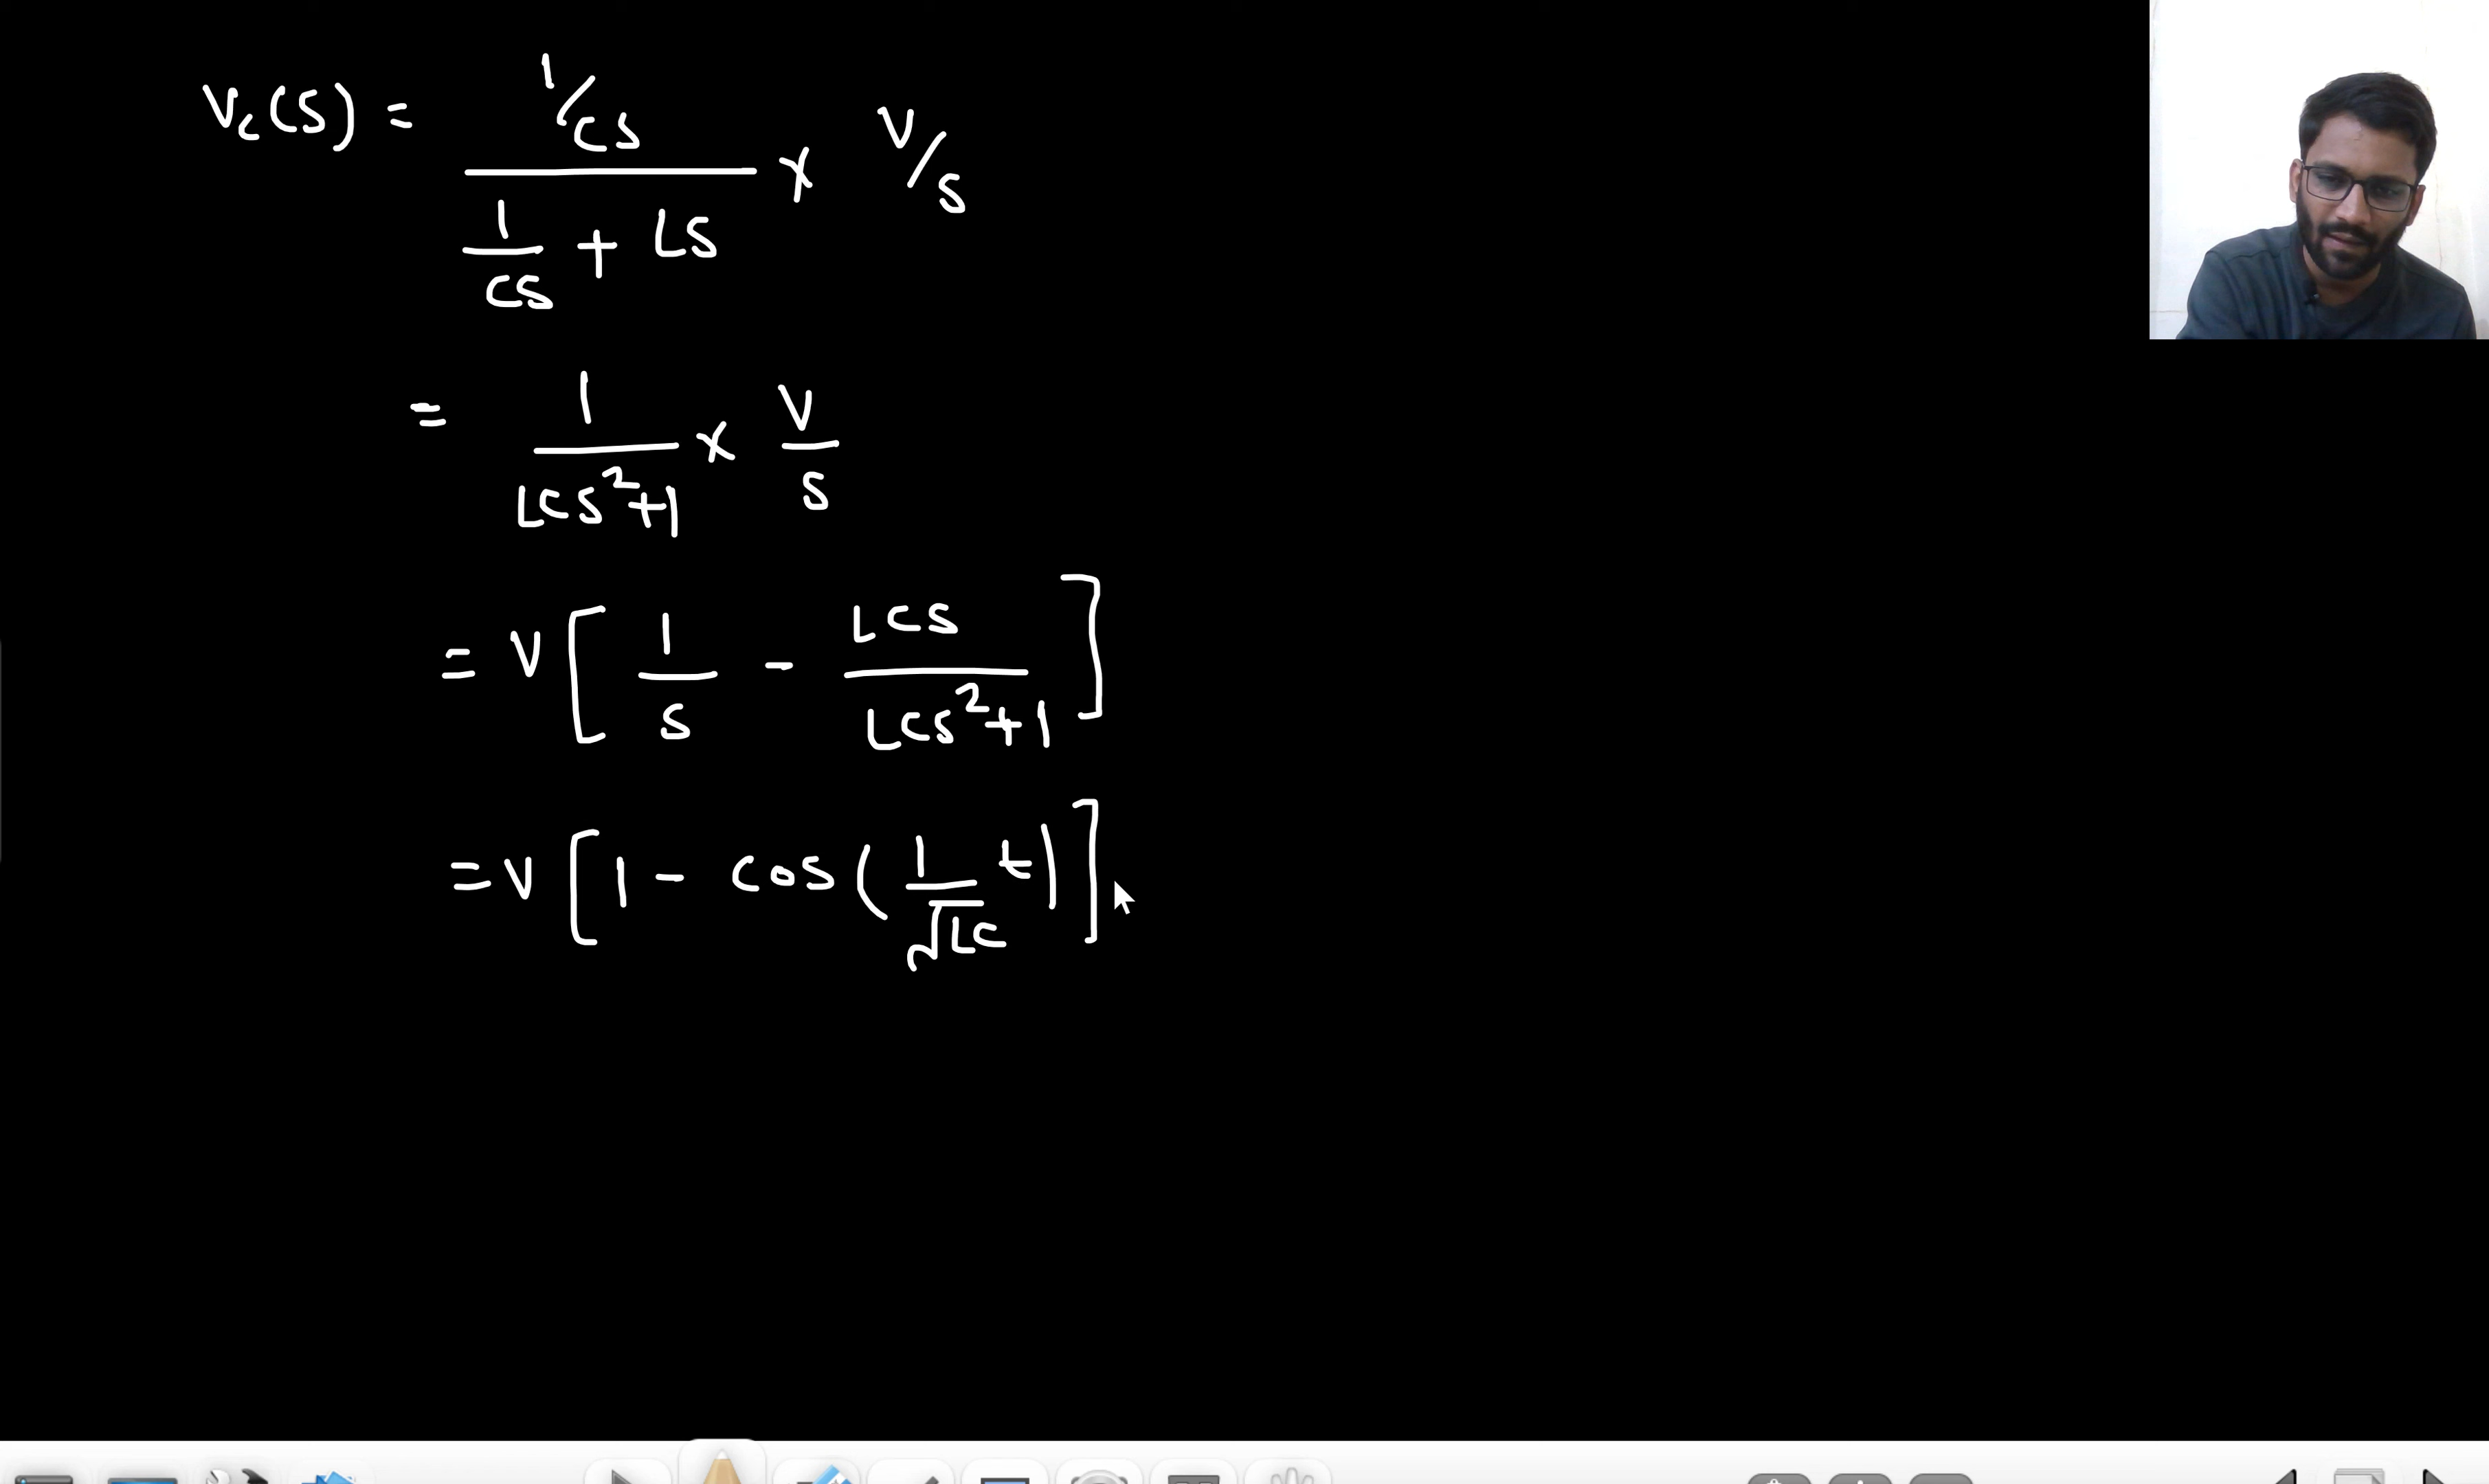 Vc(s) = (1/cs)/(1/cs + Ls) × V/s
= 1/(Lcs²+1) × V/s
= V[1/s - Lcs/(Lcs²+1)]
= V[1 - cos(1/√Lc t)]